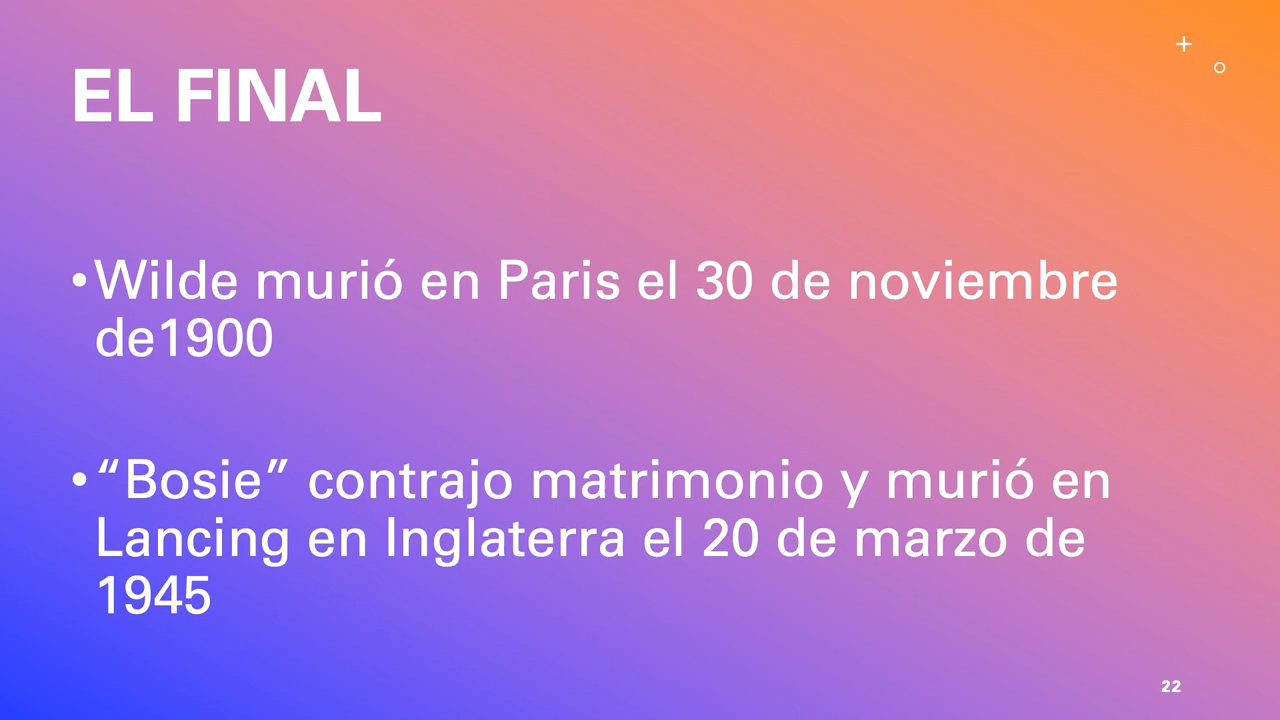 EL FINAL
•Wilde murió en Paris el 30 de noviembre
de1900
•“Bosie” contrajo matrimonio y murió en
Lancing en Inglaterra el 20 de marzo de
1945
22